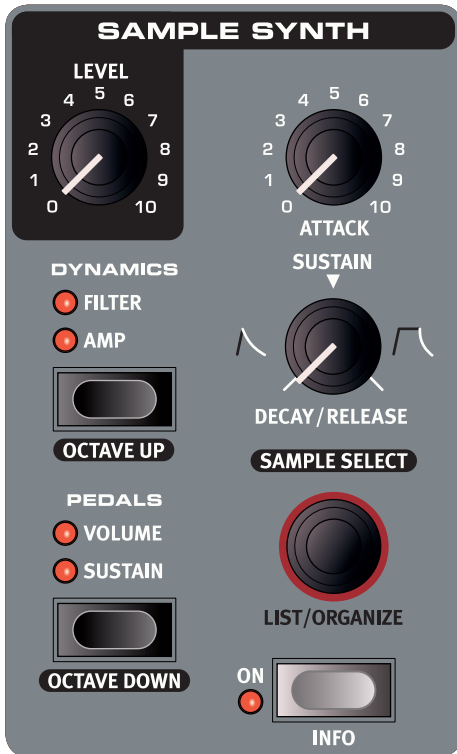 SAMPLE SYNTH
LEVEL
0 1 2 3 4 5 6 7 8 9 10
0 1 2 3 4 5 6 7 8 9 10
ATTACK
DYNAMICS
FILTER
AMP
OCTAVE UP
SUSTAIN
DECAY/RELEASE
SAMPLE SELECT
PEDALS
VOLUME
SUSTAIN
OCTAVE DOWN
LIST/ORGANIZE
ON
INFO